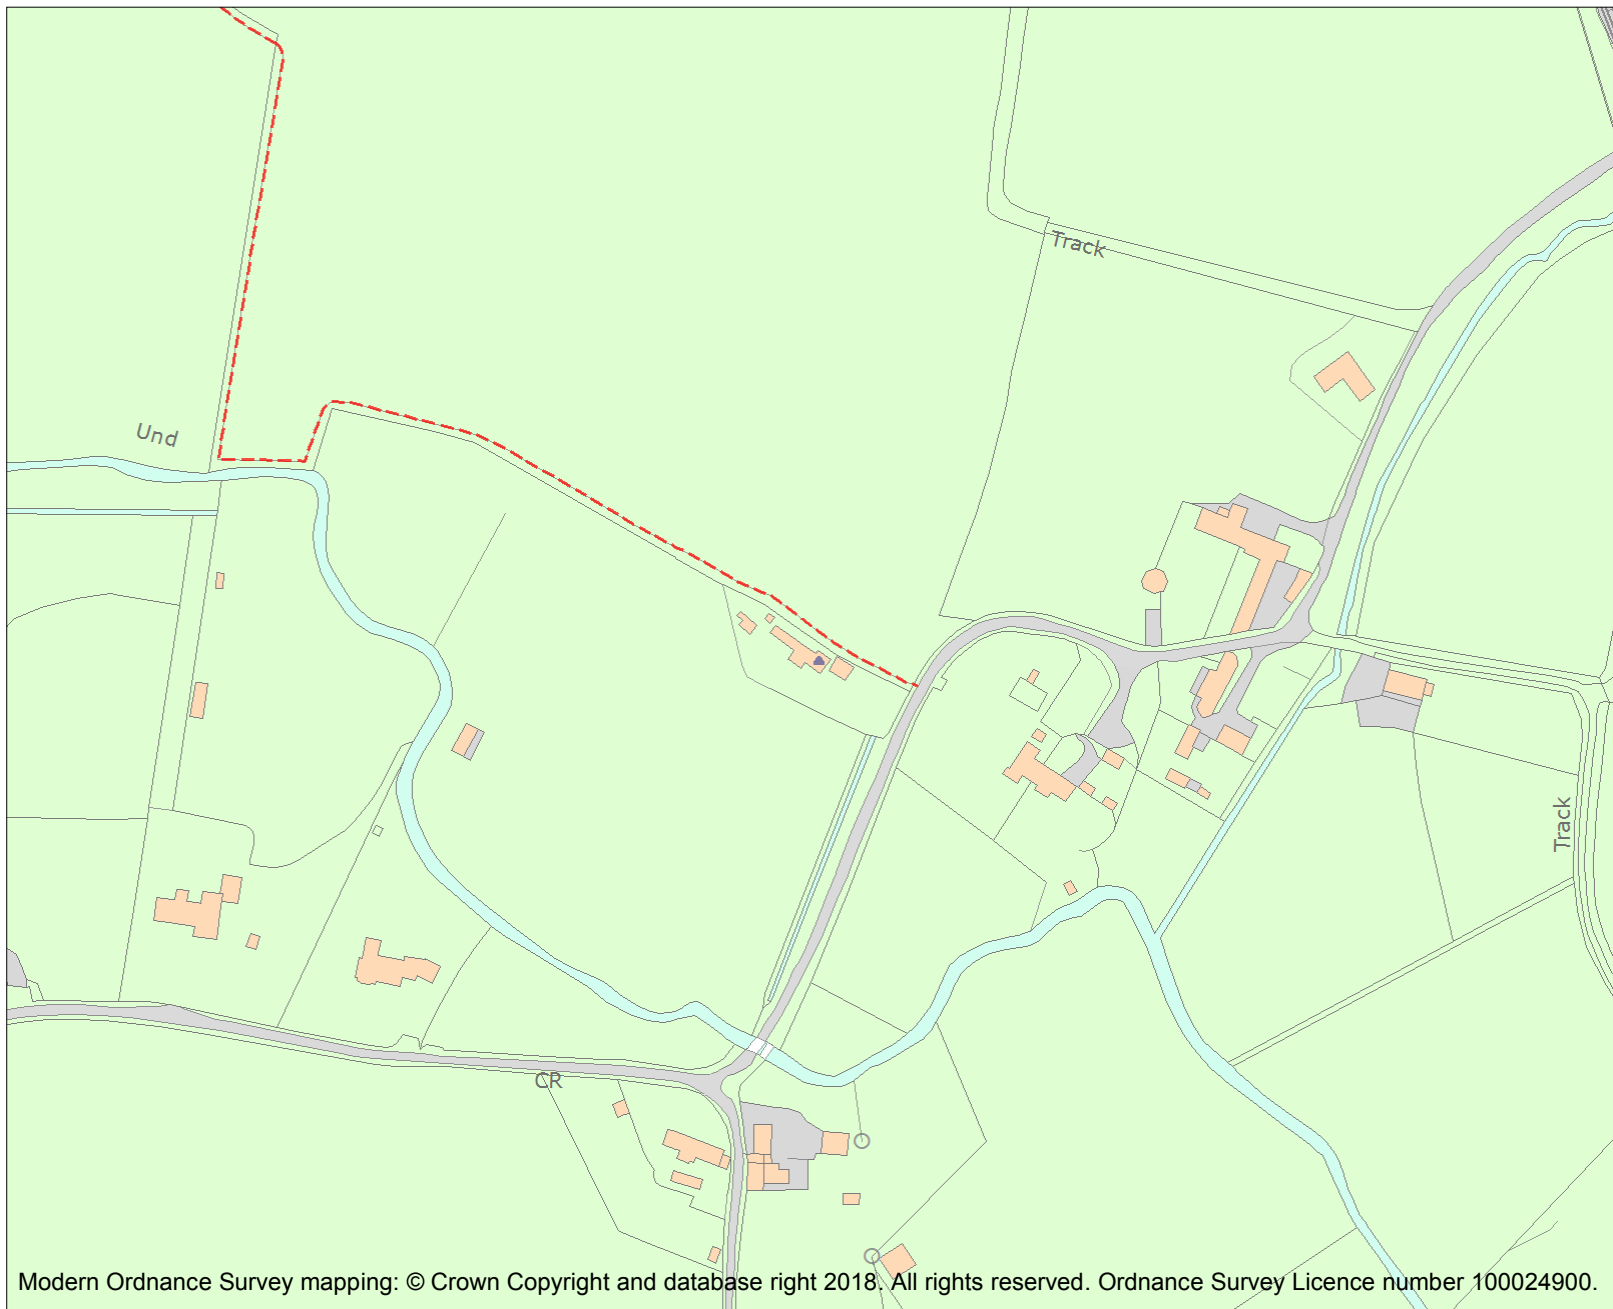 Track
Und
Track
CR
Modern Ordnance Survey mapping: © Crown Copyright and database right 2018. All rights reserved. Ordnance Survey Licence number 100024900.